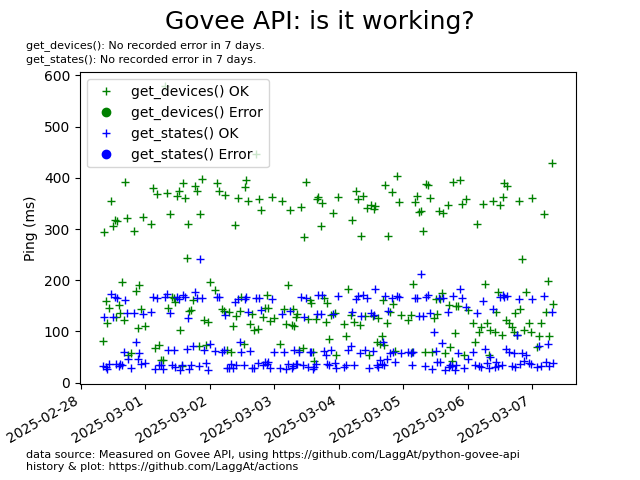 Govee API: is it working?
get_devices(): No recorded error in 7 days.
get_states(): No recorded error in 7 days.
600
500
400
300
200
100
0
Ping (ms)
get_devices() OK
get_devices() Error
get_states() OK
get_states() Error
2025-02-28
2025-03-01
2025-03-02
2025-03-03
2025-03-04
2025-03-05
2025-03-06
2025-03-07
data source: Measured on Govee API, using https://github.com/LaggAt/python-govee-api
history & plot: https://github.com/LaggAt/actions